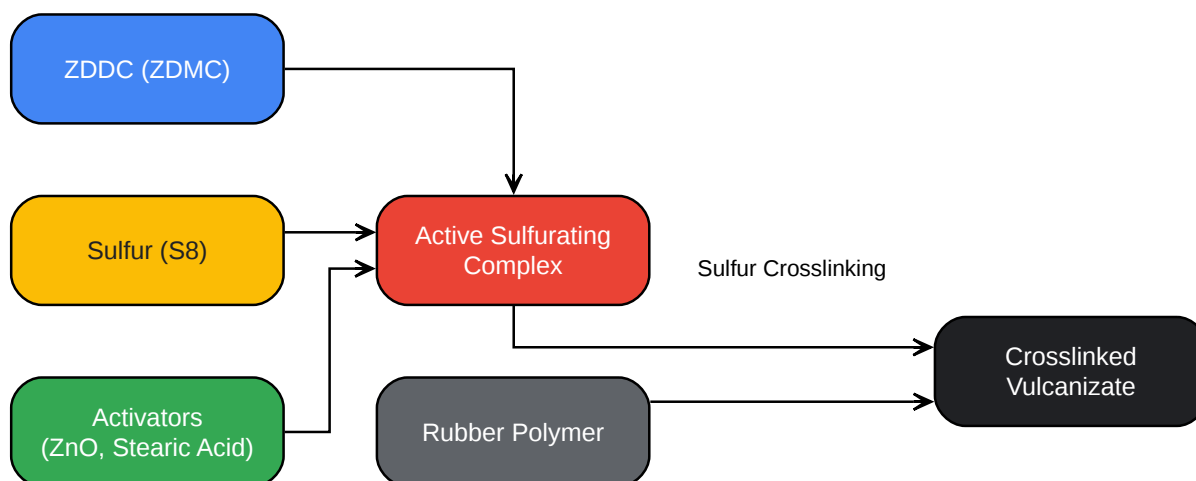 ZDDC (ZDMC)
Sulfur (S8)
Active Sulfurating
Complex
Sulfur Crosslinking
Crosslinked
Vulcanizate
Activators
(ZnO, Stearic Acid)
Rubber Polymer